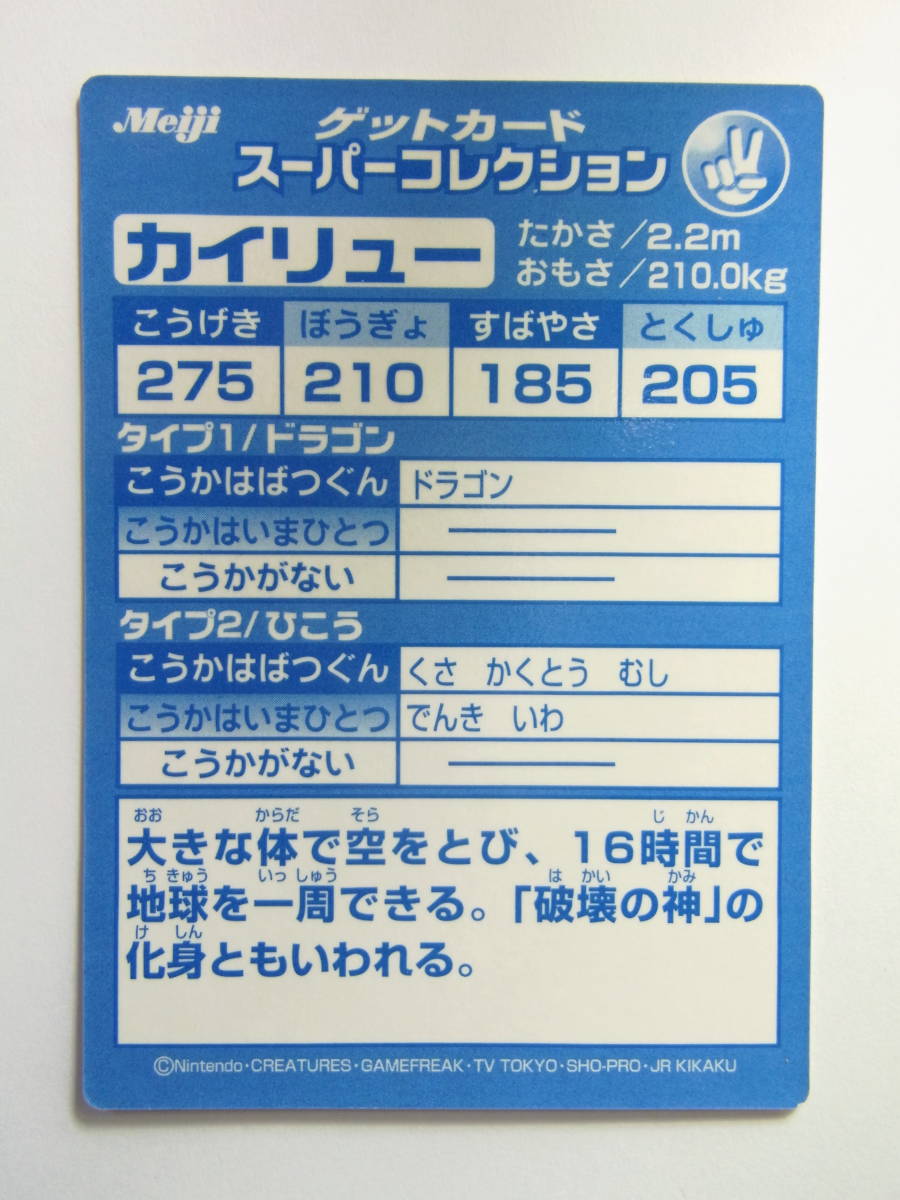 Meiji
ゲットカード
スーパーコレクション
カイリュー
たかさ/2.2m
おもさ/210.0kg
こうげき ぼうぎょ すばやさ とくしゅ
275 210 185 205
タイプ1/ドラゴン
こうかはばつぐん ドラゴン
こうかはいまひとつ ————
こうかがない ————
タイプ2/ひこう
こうかはばつぐん くさ かくとう むし
こうかはいまひとつ でんき いわ
こうかがない ————
おお からだ そら じ かん
大きな体で空をとび、16時間で
ち きゅう いっ しゅう は かい かみ
地球を一周できる。「破壊の神」の
け しん
化身ともいわれる。
©Nintendo・CREATURES・GAMEFREAK・TV TOKYO・SHO-PRO・JR KIKAKU